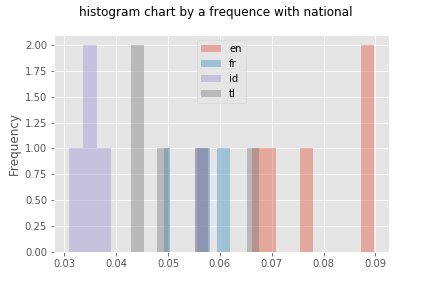 histogram chart by a frequence with national
2.00
1.75
1.50
1.25
1.00
0.75
0.50
0.25
0.00
Frequency
en
fr
id
tl
0.03 0.04 0.05 0.06 0.07 0.08 0.09